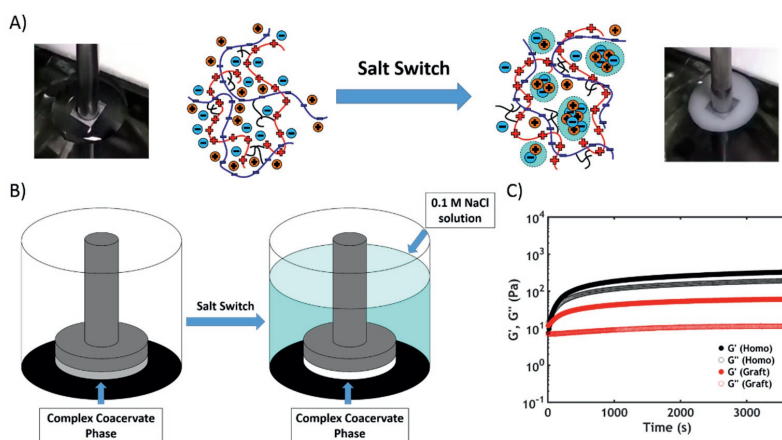 A)
Salt Switch
B)
0.1 M NaCl
solution
Salt Switch
Complex Coacervate
Phase
Complex Coacervate
Phase
C)
G', G" (Pa)
10⁴
10³
10²
10¹
10⁰
10⁻¹
0
1000
2000
3000
Time (s)
G' (Homo)
G" (Homo)
G' (Graft)
G" (Graft)